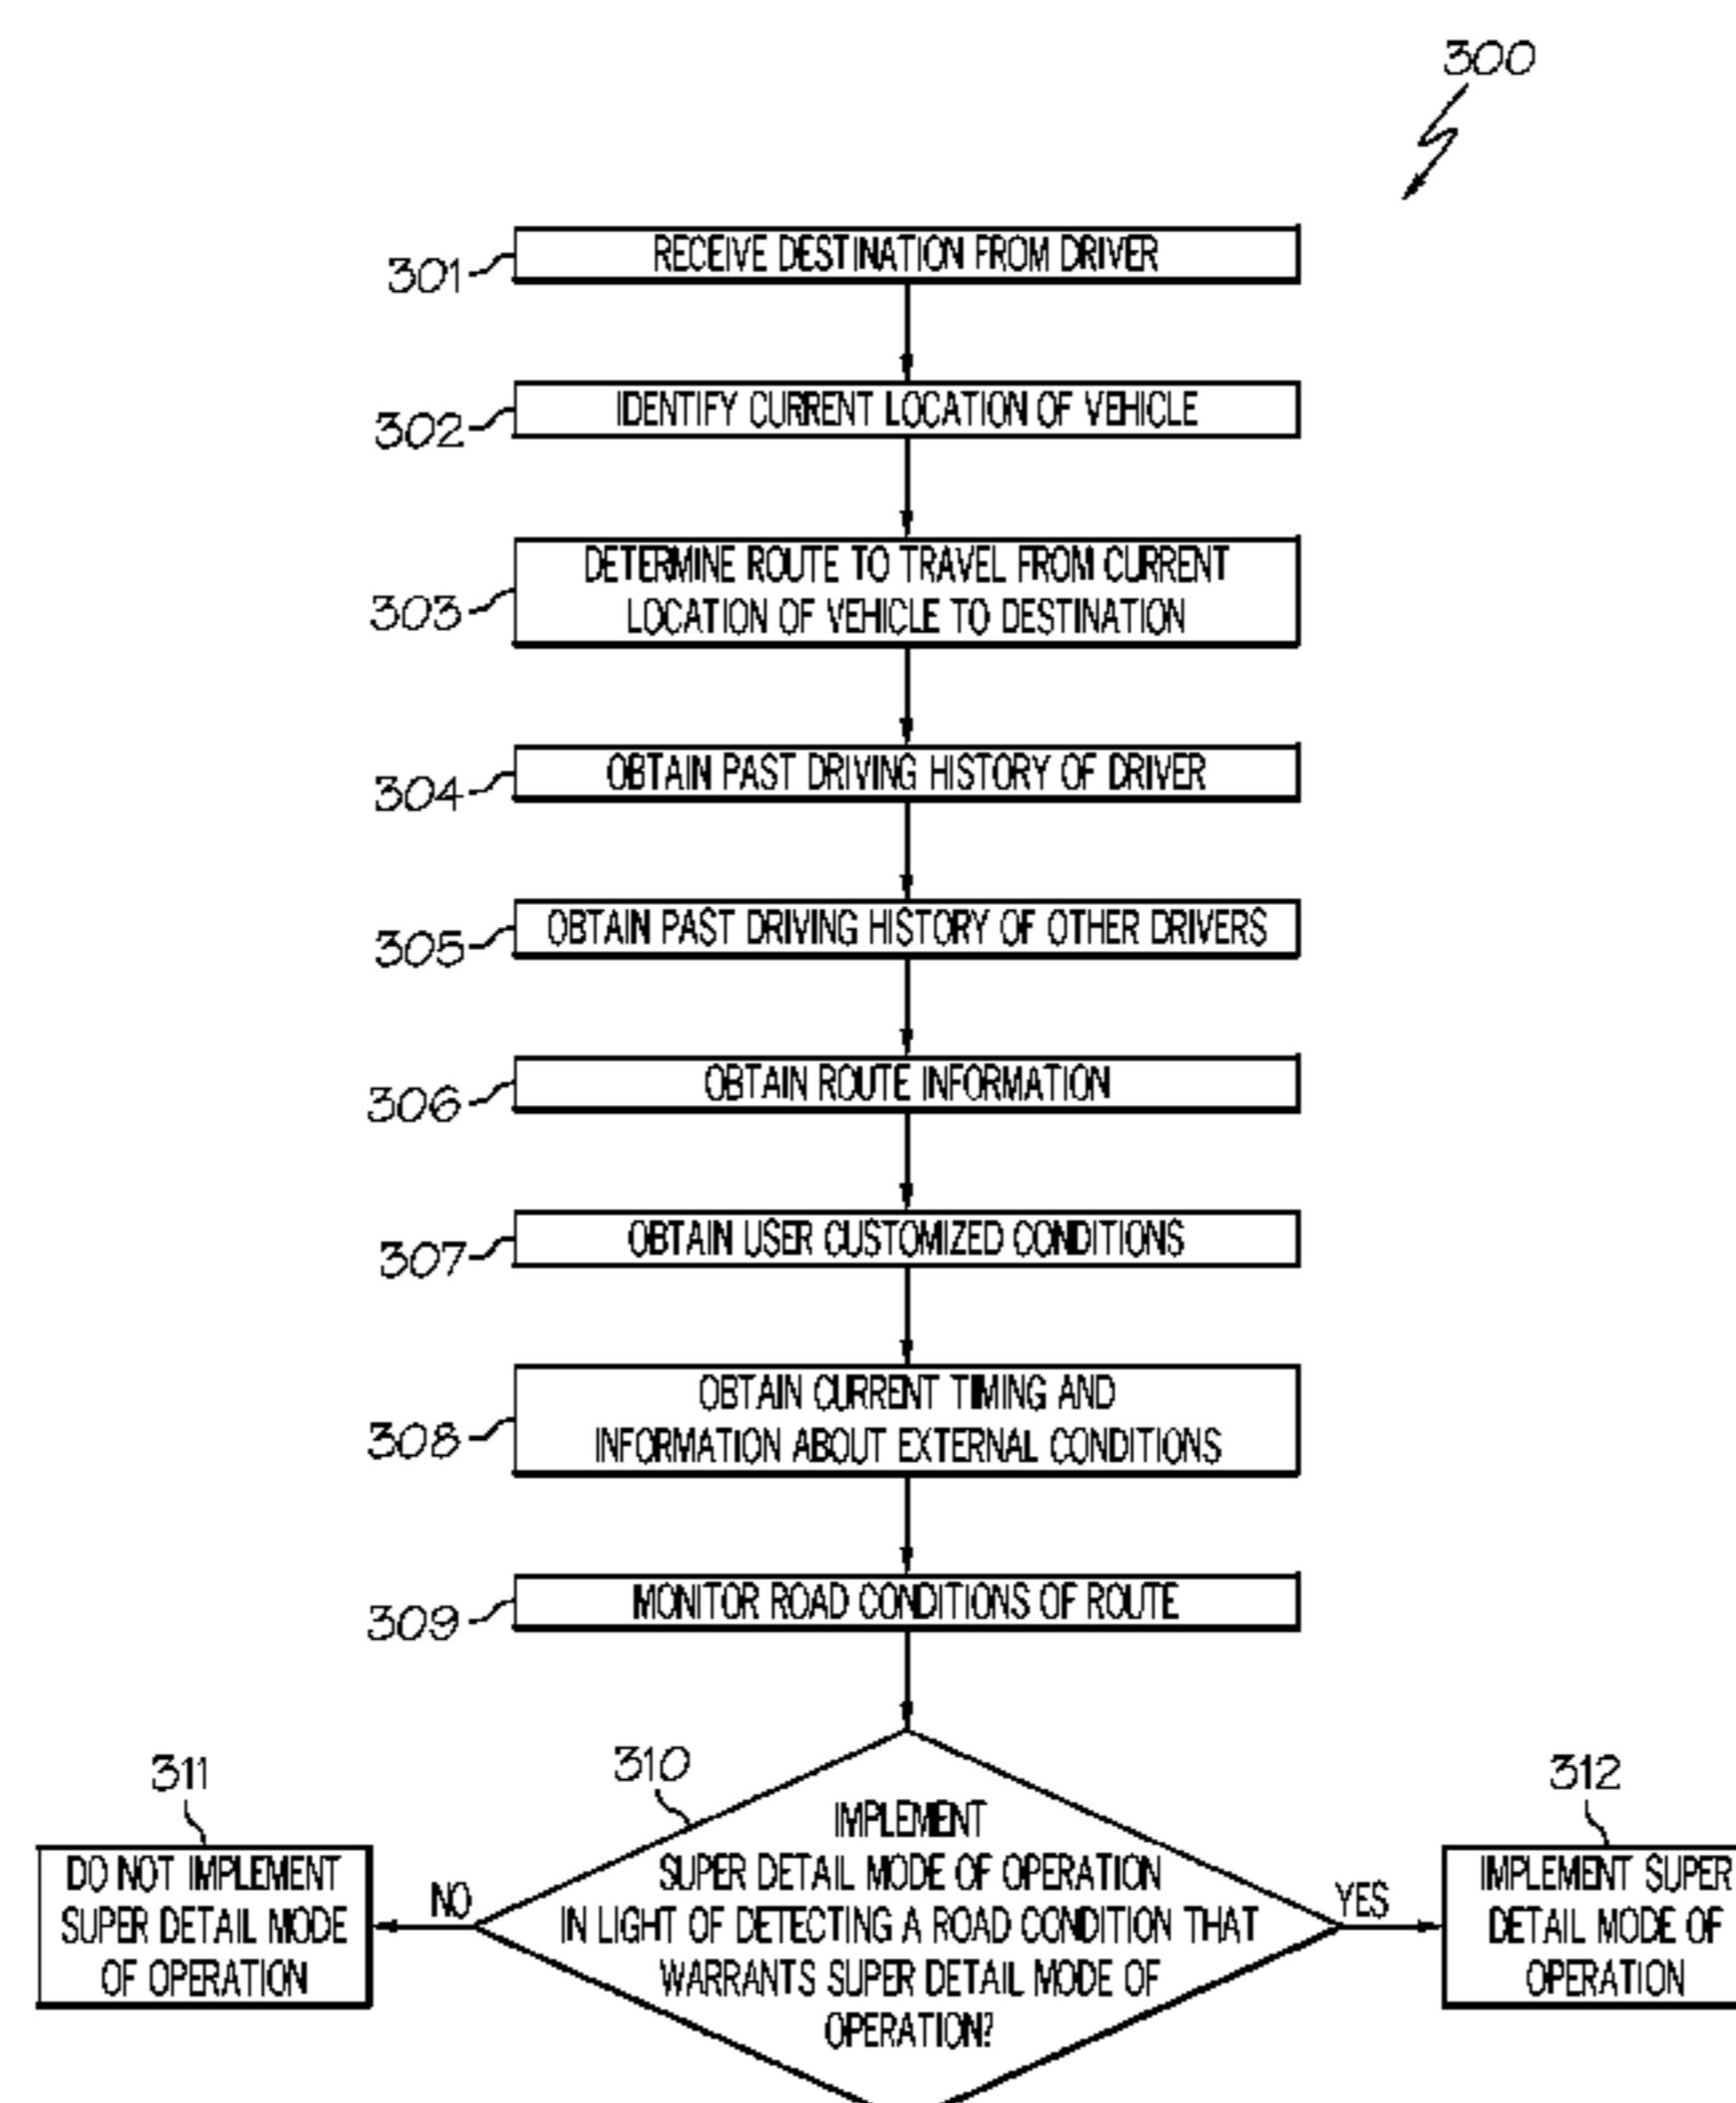 300
RECEIVE DESTINATION FROM DRIVER
301
IDENTIFY CURRENT LOCATION OF VEHICLE
302
DETERMINE ROUTE TO TRAVEL FROM CURRENT
LOCATION OF VEHICLE TO DESTINATION
303
OBTAIN PAST DRIVING HISTORY OF DRIVER
304
OBTAIN PAST DRIVING HISTORY OF OTHER DRIVERS
305
OBTAIN ROUTE INFORMATION
306
OBTAIN USER CUSTOMIZED CONDITIONS
307
OBTAIN CURRENT TIMING AND
INFORMATION ABOUT EXTERNAL CONDITIONS
308
MONITOR ROAD CONDITIONS OF ROUTE
309
310
IMPLEMENT
SUPER DETAIL MODE OF OPERATION
IN LIGHT OF DETECTING A ROAD CONDITION THAT
WARRANTS SUPER DETAIL MODE OF
OPERATION?
NO
311
DO NOT IMPLEMENT
SUPER DETAIL MODE
OF OPERATION
YES
312
IMPLEMENT SUPER
DETAIL MODE OF
OPERATION